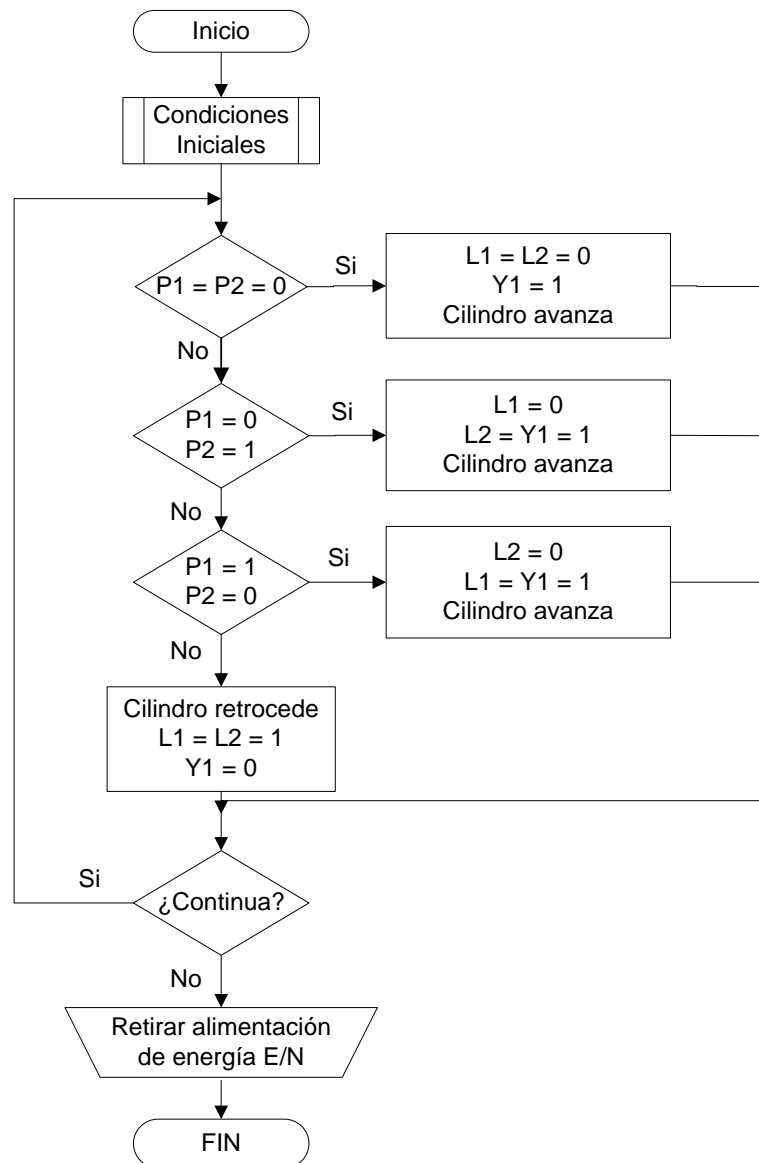 Inicio
Condiciones
Iniciales
P1 = P2 = 0
Si
L1 = L2 = 0
Y1 = 1
Cilindro avanza
No
P1 = 0
P2 = 1
Si
L1 = 0
L2 = Y1 = 1
Cilindro avanza
No
P1 = 1
P2 = 0
Si
L2 = 0
L1 = Y1 = 1
Cilindro avanza
No
Cilindro retrocede
L1 = L2 = 1
Y1 = 0
Si
¿Continua?
No
Retirar alimentación
de energía E/N
FIN